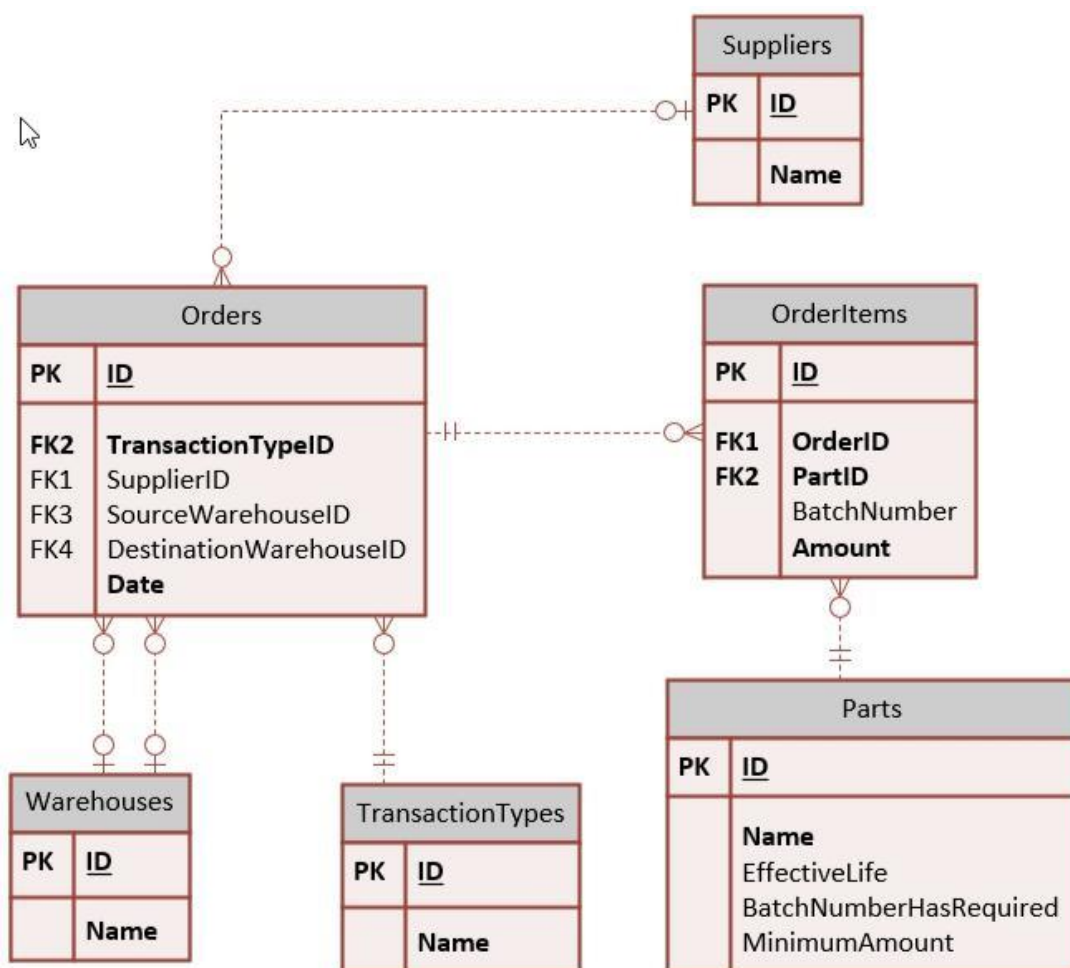 Suppliers
PK ID
Name
Orders
PK ID
FK2 TransactionTypeID
FK1 SupplierID
FK3 SourceWarehouseID
FK4 DestinationWarehouseID
Date
OrderItems
PK ID
FK1 OrderID
FK2 PartID
BatchNumber
Amount
Warehouses
PK ID
Name
TransactionTypes
PK ID
Name
Parts
PK ID
Name
EffectiveLife
BatchNumberHasRequired
MinimumAmount